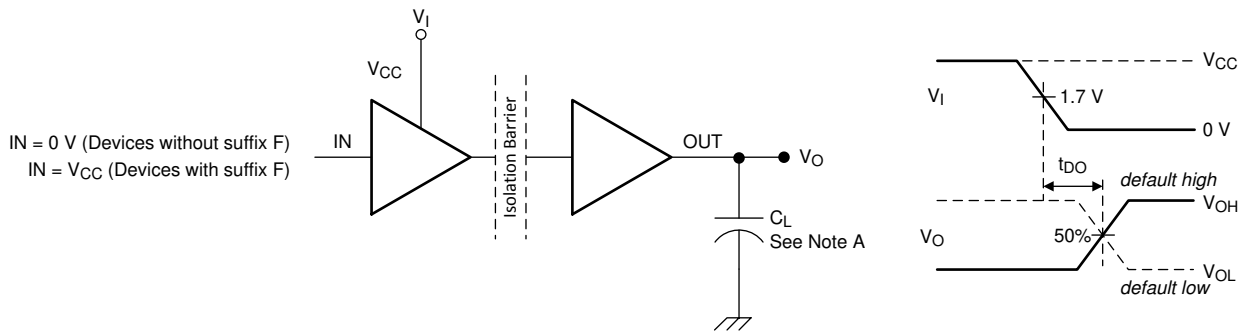 V_I
V_CC
IN = 0 V (Devices without suffix F)
IN = V_CC (Devices with suffix F)
IN
Isolation Barrier
OUT
V_O
C_L
See Note A
V_I
V_CC
1.7 V
0 V
t_DO
default high
V_OH
V_O
50%
V_OL
default low